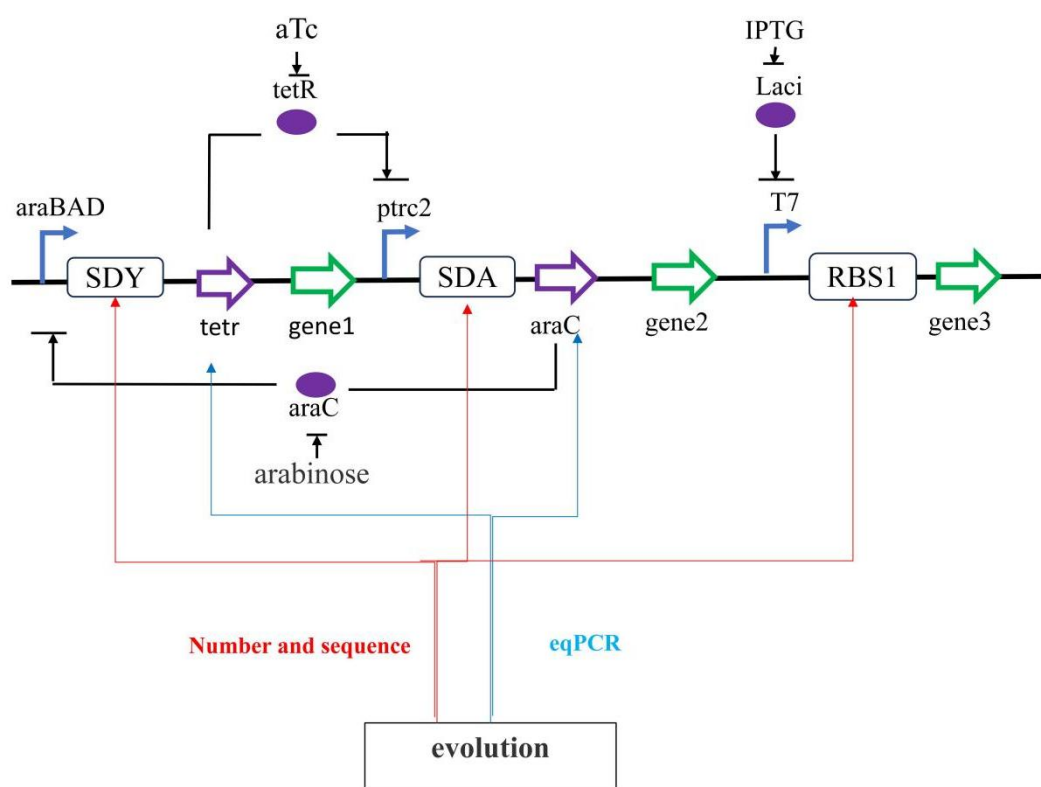 aTc
IPTG
tetR
Laci
araBAD
ptrc2
T7
SDY
SDA
RBS1
tetr
gene1
araC
gene2
gene3
araC
arabinose
Number and sequence
eqPCR
evolution